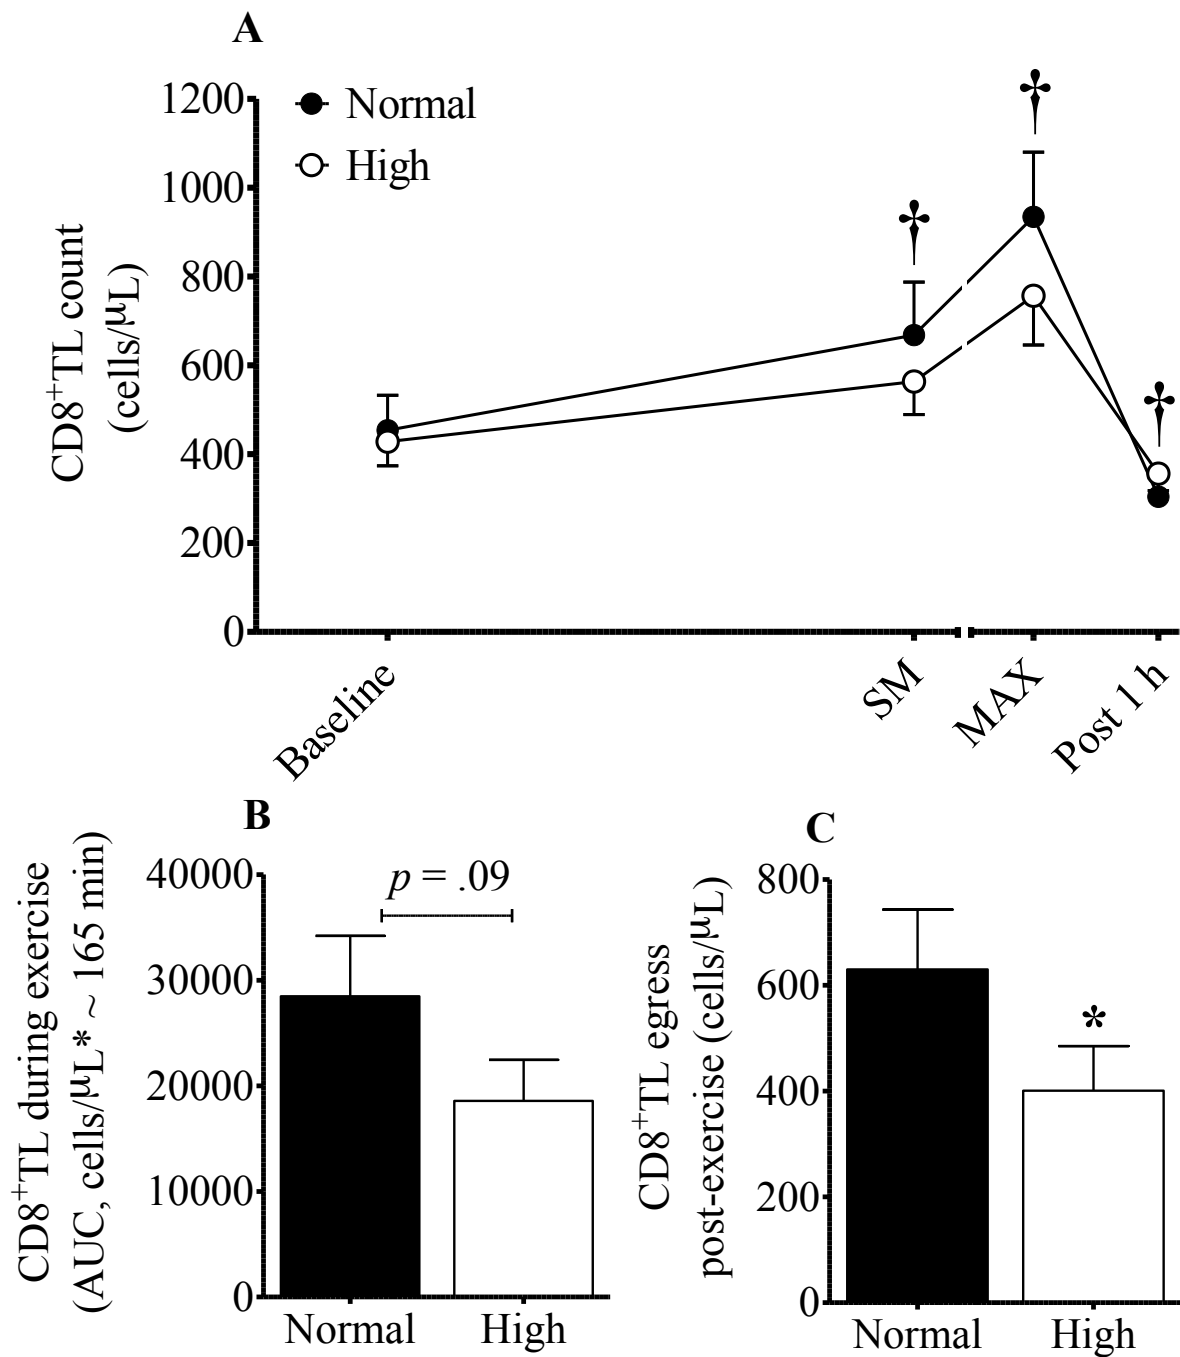 A
1200
1000
800
600
400
200
0
CD8+TL count
(cells/µL)
Normal
High
†
†
†
Baseline
SM
MAX
Post 1 h
B
40000
30000
20000
10000
0
CD8+TL during exercise
(AUC, cells/µL* ~ 165 min)
p = .09
Normal
High
C
800
600
400
200
0
CD8+TL egress
post-exercise (cells/µL)
*
Normal
High